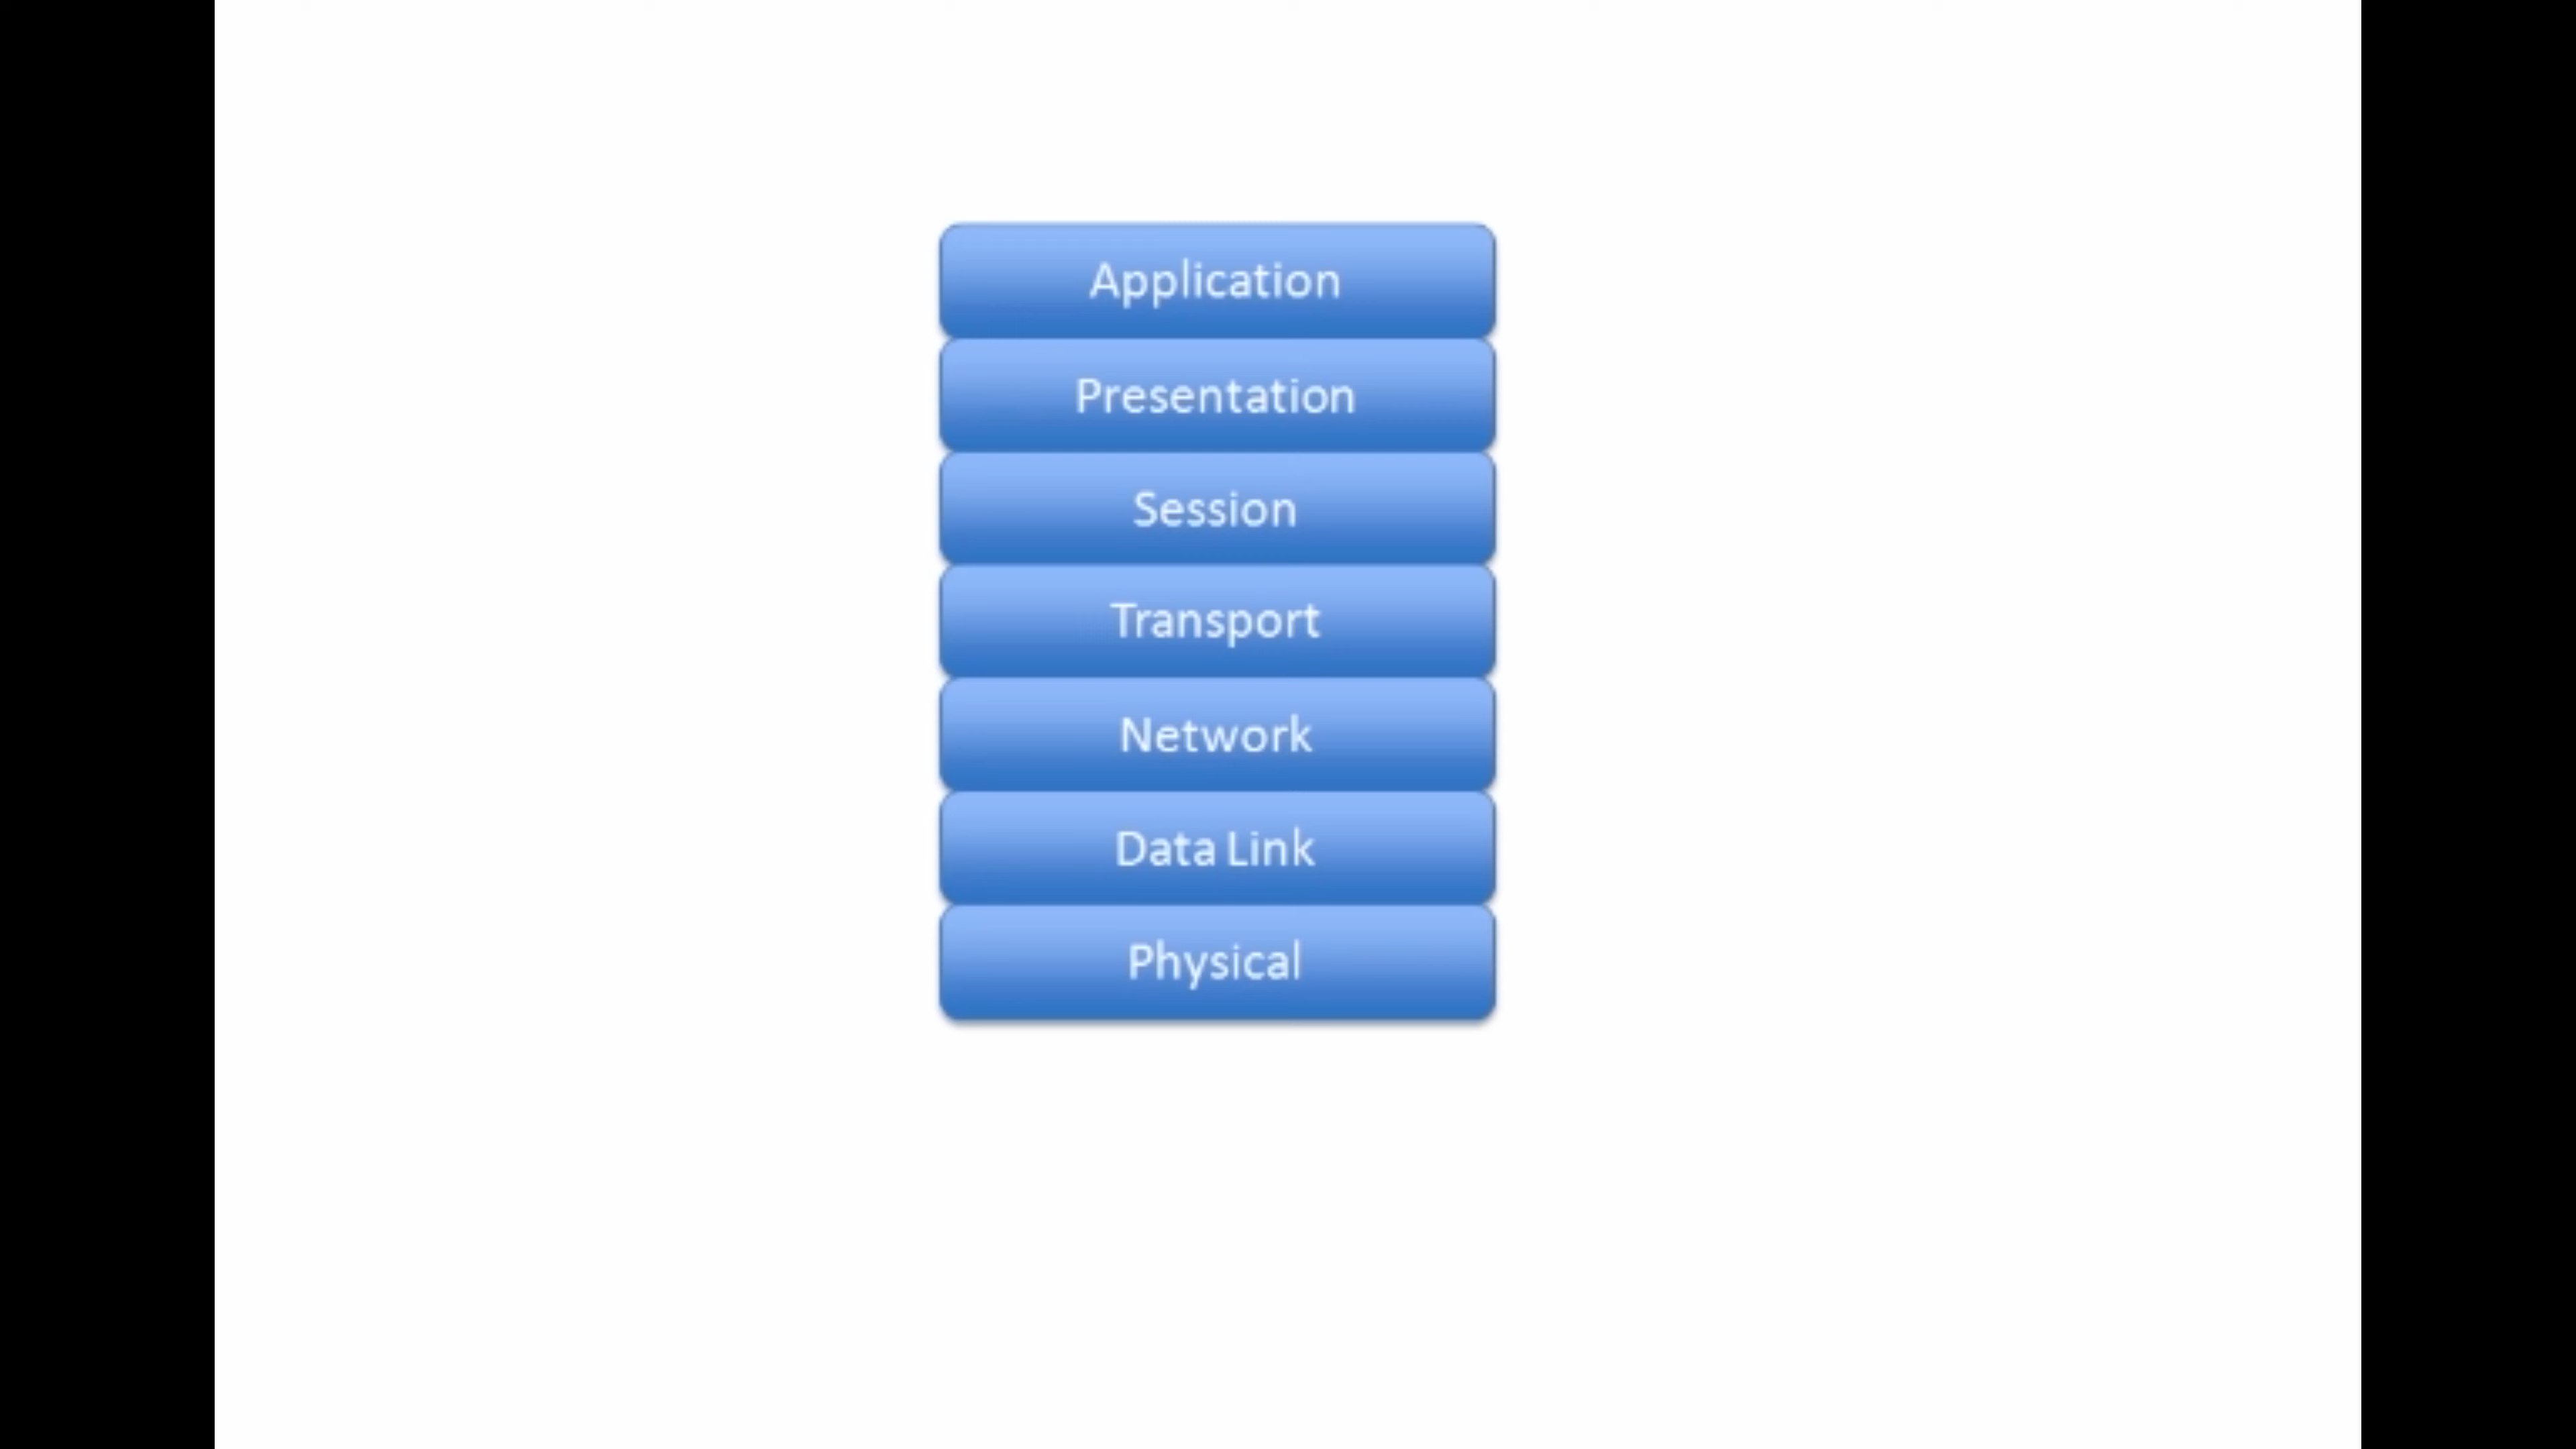 Application
Presentation
Session
Transport
Network
Data Link
Physical